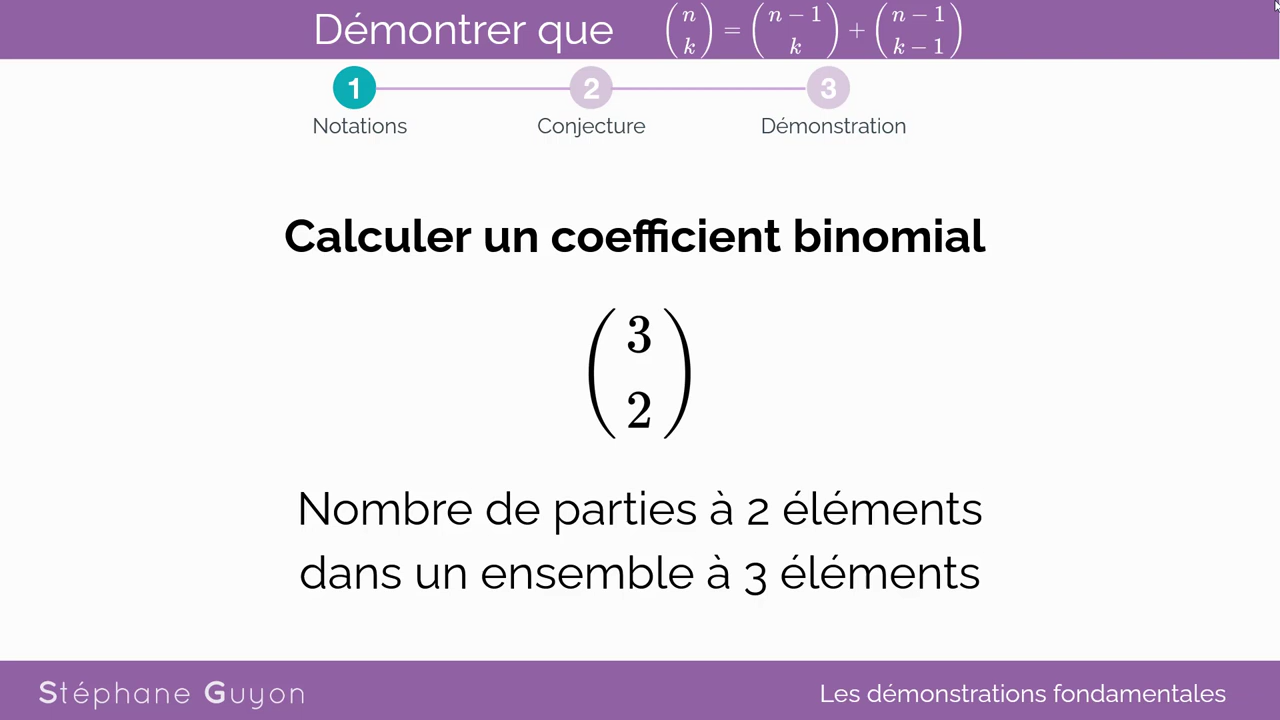 Démontrer que (n k) = (n − 1 k) + (n − 1 k − 1)
1 2 3
Notations Conjecture Démonstration
Calculer un coefficient binomial
(3
2)
Nombre de parties à 2 éléments
dans un ensemble à 3 éléments
Stéphane Guyon Les démonstrations fondamentales